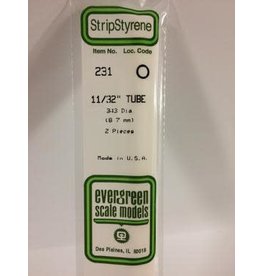 StripStyrene
Item No. Loc. Code
231 O
11/32" TUBE
.343 Dia.
(8.7 mm)
2 Pieces
Made in U.S.A.
evergreen
scale models
Des Plaines, IL 60018